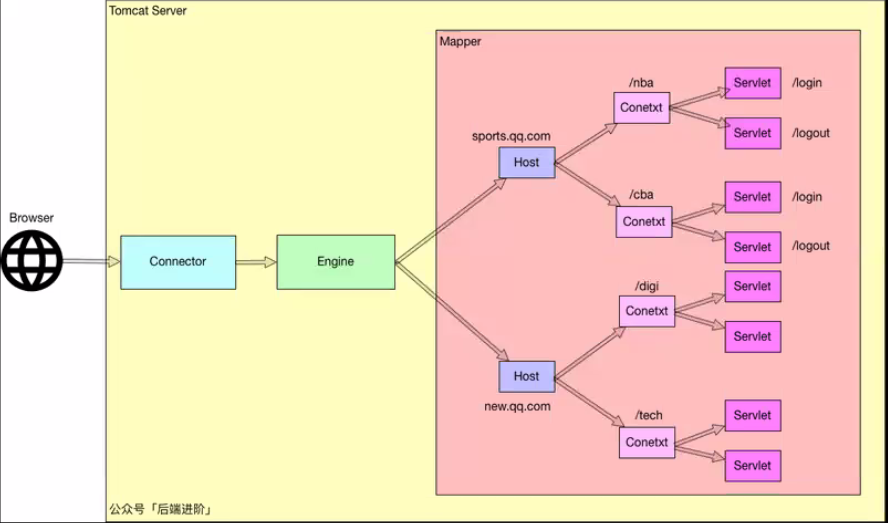 Tomcat Server
Mapper
/nba
Conetxt
Servlet
/login
Servlet
/logout
sports.qq.com
Host
/cba
Conetxt
Servlet
/login
Servlet
/logout
Browser
Connector
Engine
/digi
Conetxt
Servlet
Servlet
Host
new.qq.com
/tech
Conetxt
Servlet
Servlet
公众号「后端进阶」